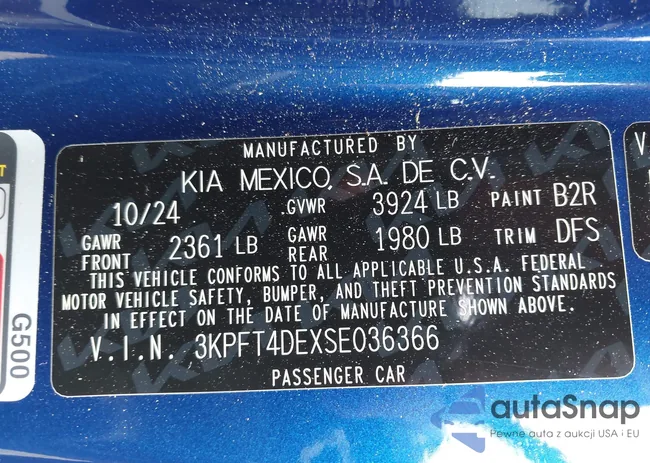 MANUFACTURED BY
KIA MEXICO, S.A. DE C.V.
10/24 GVWR 3924 LB PAINT B2R
GAWR FRONT 2361 LB GAWR REAR 1980 LB TRIM DFS
THIS VEHICLE CONFORMS TO ALL APPLICABLE U.S.A. FEDERAL
MOTOR VEHICLE SAFETY, BUMPER, AND THEFT PREVENTION STANDARDS
IN EFFECT ON THE DATE OF MANUFACTURE SHOWN ABOVE.
V.I.N. 3KPFT4DEXSE036366
PASSENGER CAR
G500
autoSnap
Pewne auta z aukcji USA i EU